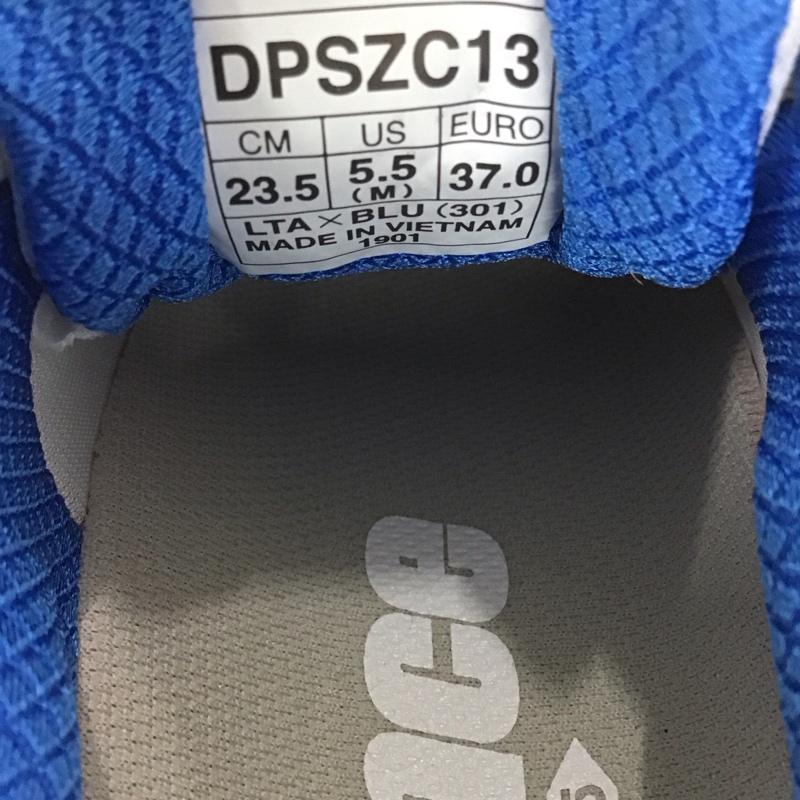 DPSZC13
CM US EURO
23.5 5.5 (M) 37.0
LTA×BLU (301)
MADE IN VIETNAM
1901